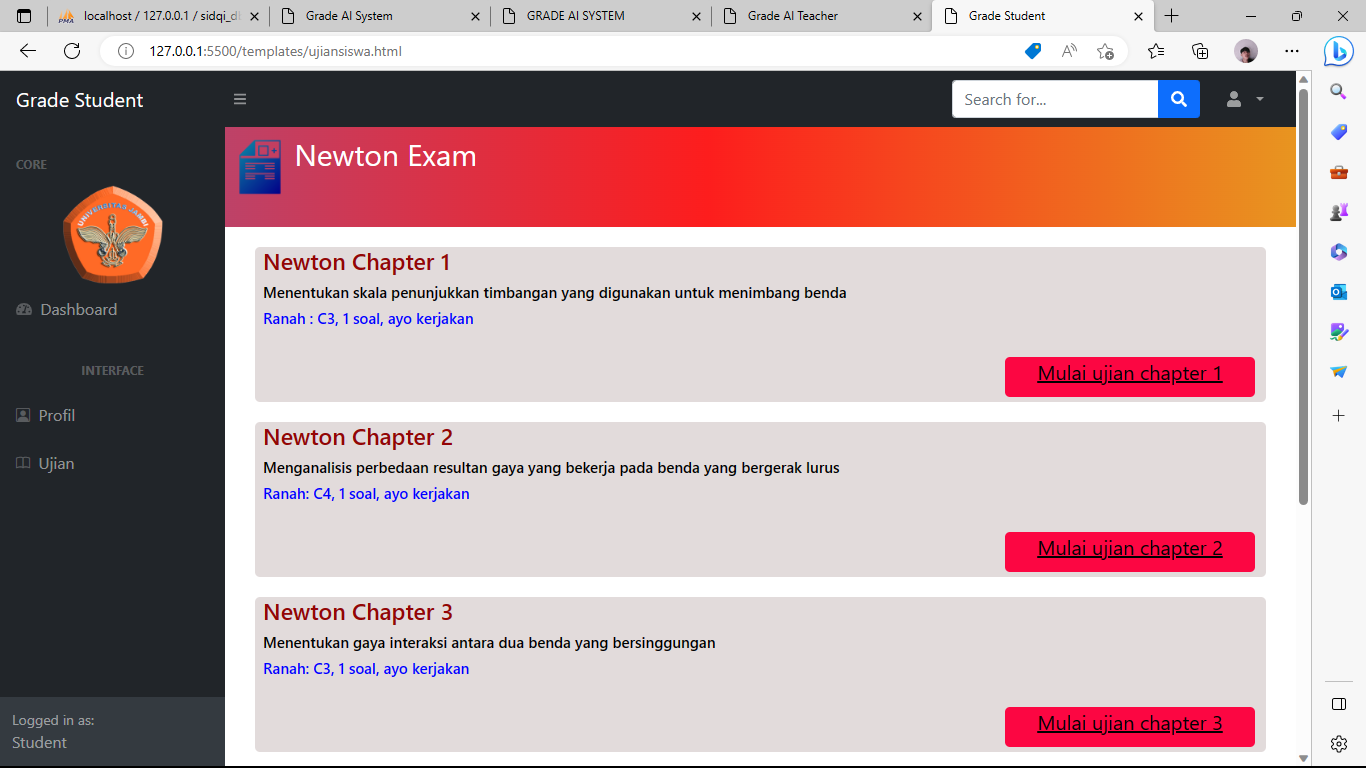 localhost / 127.0.0.1 / sidqi_d
Grade AI System
GRADE AI SYSTEM
Grade AI Teacher
Grade Student
127.0.0.1:5500/templates/ujiansiswa.html
Grade Student
Search for...
CORE
UNIVERSITAS JAMBI
Dashboard
INTERFACE
Profil
Ujian
Logged in as:
Student
Newton Exam
Newton Chapter 1
Menentukan skala penunjukkan timbangan yang digunakan untuk menimbang benda
Ranah : C3, 1 soal, ayo kerjakan
Mulai ujian chapter 1
Newton Chapter 2
Menganalisis perbedaan resultan gaya yang bekerja pada benda yang bergerak lurus
Ranah: C4, 1 soal, ayo kerjakan
Mulai ujian chapter 2
Newton Chapter 3
Menentukan gaya interaksi antara dua benda yang bersinggungan
Ranah: C3, 1 soal, ayo kerjakan
Mulai ujian chapter 3